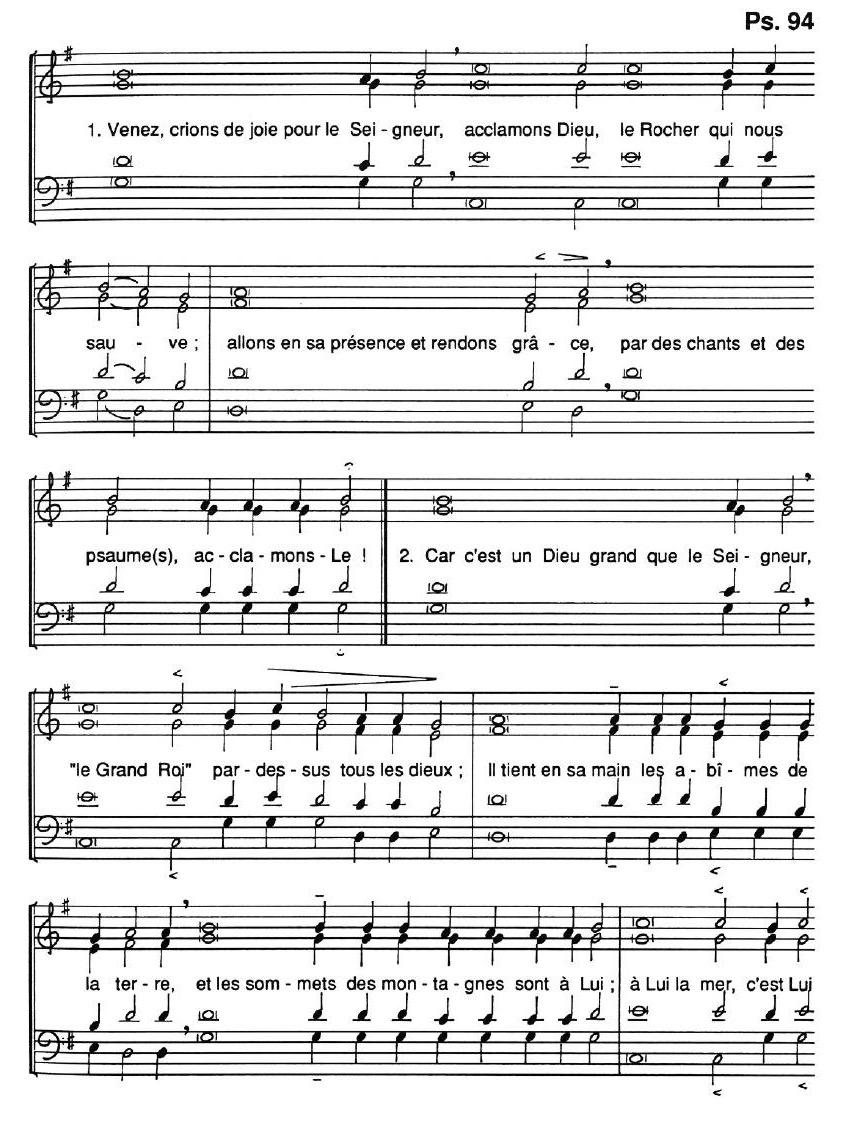 Ps. 94
1. Venez, crions de joie pour le Sei - gneur, acclamons Dieu, le Rocher qui nous
sau - ve ; allons en sa présence et rendons grâ - ce, par des chants et des
psaume(s), ac - cla - mons - Le ! 2. Car c'est un Dieu grand que le Sei - gneur,
"le Grand Roi" par - des - sus tous les dieux ; Il tient en sa main les a - bî - mes de
la ter - re, et les som - mets des mon - ta - gnes sont à Lui ; à Lui la mer, c'est Lui